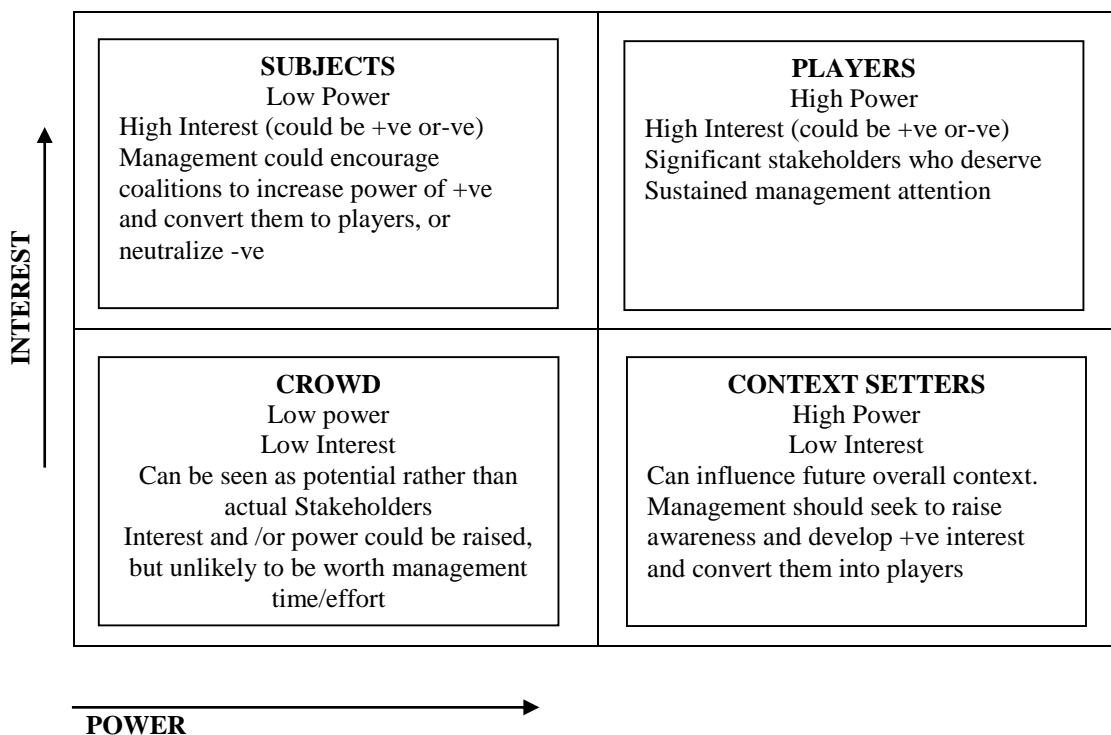 SUBJECTS
Low Power
High Interest (could be +ve or-ve)
Management could encourage
coalitions to increase power of +ve
and convert them to players, or
neutralize -ve
PLAYERS
High Power
High Interest (could be +ve or-ve)
Significant stakeholders who deserve
Sustained management attention
INTEREST
CROWD
Low power
Low Interest
Can be seen as potential rather than
actual Stakeholders
Interest and /or power could be raised,
but unlikely to be worth management
time/effort
CONTEXT SETTERS
High Power
Low Interest
Can influence future overall context.
Management should seek to raise
awareness and develop +ve interest
and convert them into players
POWER